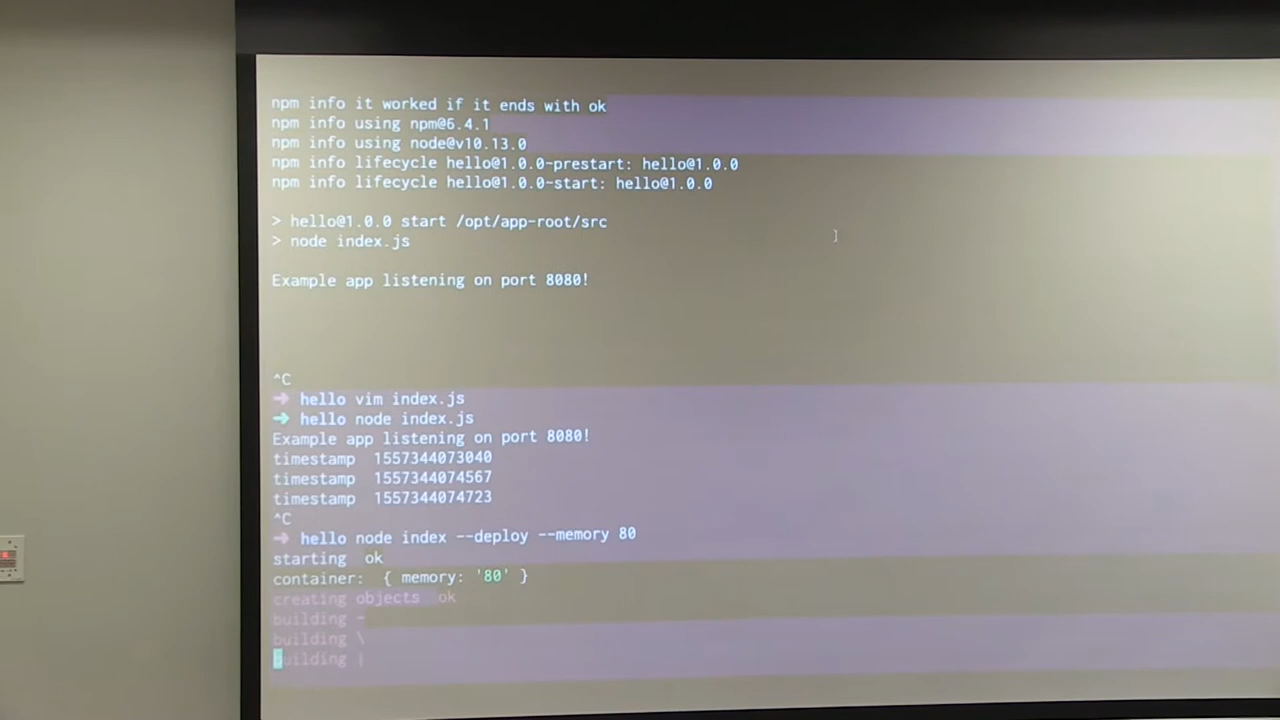 npm info it worked if it ends with ok
npm info using npm@6.4.1
npm info using node@v10.13.0
npm info lifecycle hello@1.0.0~prestart: hello@1.0.0
npm info lifecycle hello@1.0.0~start: hello@1.0.0
> hello@1.0.0 start /opt/app-root/src
> node index.js
Example app listening on port 8080!
^C
➜ hello vim index.js
➜ hello node index.js
Example app listening on port 8080!
timestamp 1557344073040
timestamp 1557344074567
timestamp 1557344074723
^C
➜ hello node index --deploy --memory 80
starting ok
container: { memory: '80' }
creating objects ok
building -
building \
building |